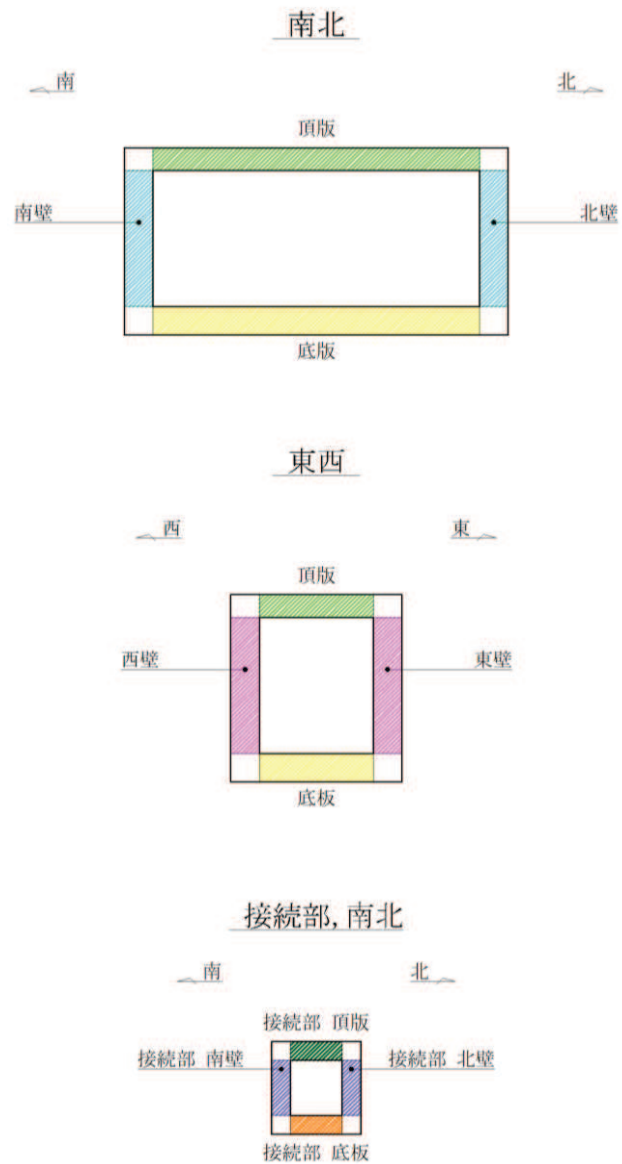 南北
南 北
頂版
南壁 北壁
底版
東西
西 東
頂版
西壁 東壁
底板
接続部, 南北
南 北
接続部 頂版
接続部 南壁 接続部 北壁
接続部 底板